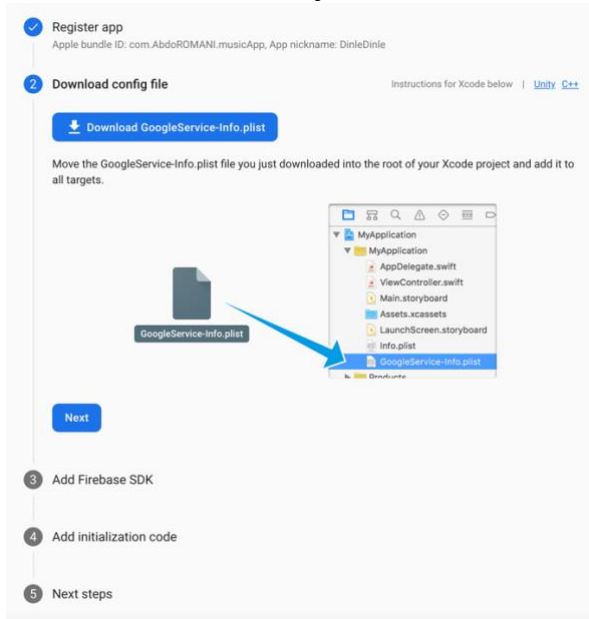 Register app
Apple bundle ID: com.AbdoROMANI.musicApp, App nickname: DinleDinle
2 Download config file
Instructions for Xcode below | Unity C++
Download GoogleService-Info.plist
Move the GoogleService-Info.plist file you just downloaded into the root of your Xcode project and add it to
all targets.
MyApplication
MyApplication
AppDelegate.swift
ViewController.swift
Main.storyboard
Assets.xcassets
LaunchScreen.storyboard
Info.plist
GoogleService-Info.plist
Products
GoogleService-Info.plist
Next
3 Add Firebase SDK
4 Add initialization code
5 Next steps